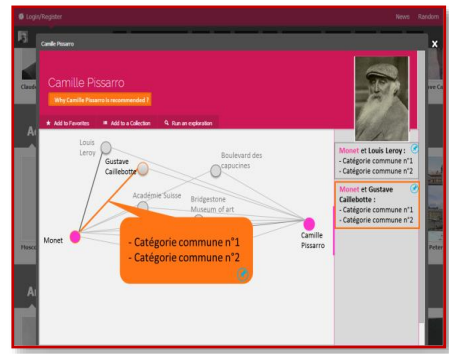 Login/Register
News Random
Camille Pissarro
X
Camille Pissarro
Why Camille Pissarro is recommended ?
Add to Favorites
Add to a Collection
Run an exploration
Claude
Louis
Leroy
Gustave
Caillebotte
Boulevard des
capucines
Académie Suisse
Bridgestone
Museum of art
Monet
Camille
Pissarro
- Catégorie commune n°1
- Catégorie commune n°2
Monet et Louis Leroy :
- Catégorie commune n°1
- Catégorie commune n°2
Monet et Gustave
Caillebotte :
- Catégorie commune n°1
- Catégorie commune n°2
Peter